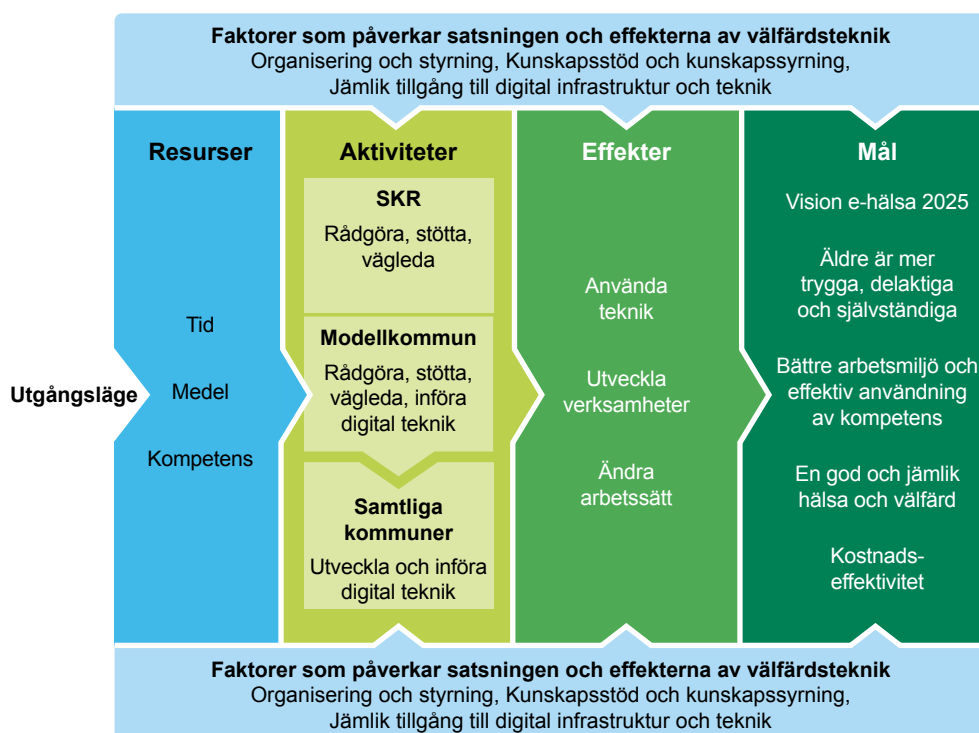 Faktorer som påverkar satsningen och effekterna av välfärdsteknik
Organisering och styrning, Kunskapsstöd och kunskapssyrning,
Jämlik tillgång till digital infrastruktur och teknik
Utgångsläge
Resurser
Tid
Medel
Kompetens
Aktiviteter
SKR
Rådgöra, stötta,
vägleda
Modellkommun
Rådgöra, stötta,
vägleda, införa
digital teknik
Samtliga
kommuner
Utveckla och införa
digital teknik
Effekter
Använda
teknik
Utveckla
verksamheter
Ändra
arbetssätt
Mål
Vision e-hälsa 2025
Äldre är mer
trygga, delaktiga
och självständiga
Bättre arbetsmiljö och
effektiv användning
av kompetens
En god och jämlik
hälsa och välfärd
Kostnads-
effektivitet
Faktorer som påverkar satsningen och effekterna av välfärdsteknik
Organisering och styrning, Kunskapsstöd och kunskapssyrning,
Jämlik tillgång till digital infrastruktur och teknik